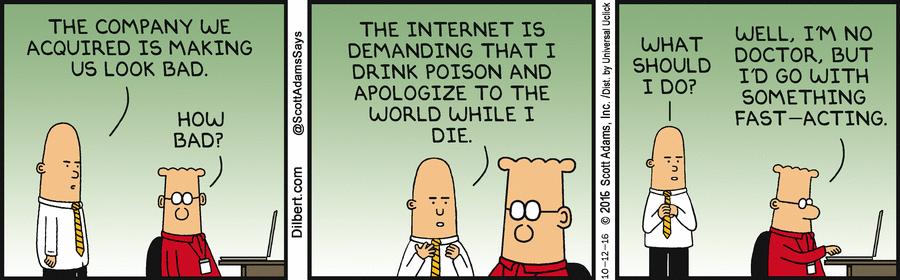 THE COMPANY WE
ACQUIRED IS MAKING
US LOOK BAD.
HOW
BAD?
Dilbert.com
@ScottAdamsSays
THE INTERNET IS
DEMANDING THAT I
DRINK POISON AND
APOLOGIZE TO THE
WORLD WHILE I
DIE.
10-12-16 © 2016 Scott Adams, Inc. /Dist. by Universal Uclick
WHAT
SHOULD
I DO?
WELL, I'M NO
DOCTOR, BUT
I'D GO WITH
SOMETHING
FAST-ACTING.